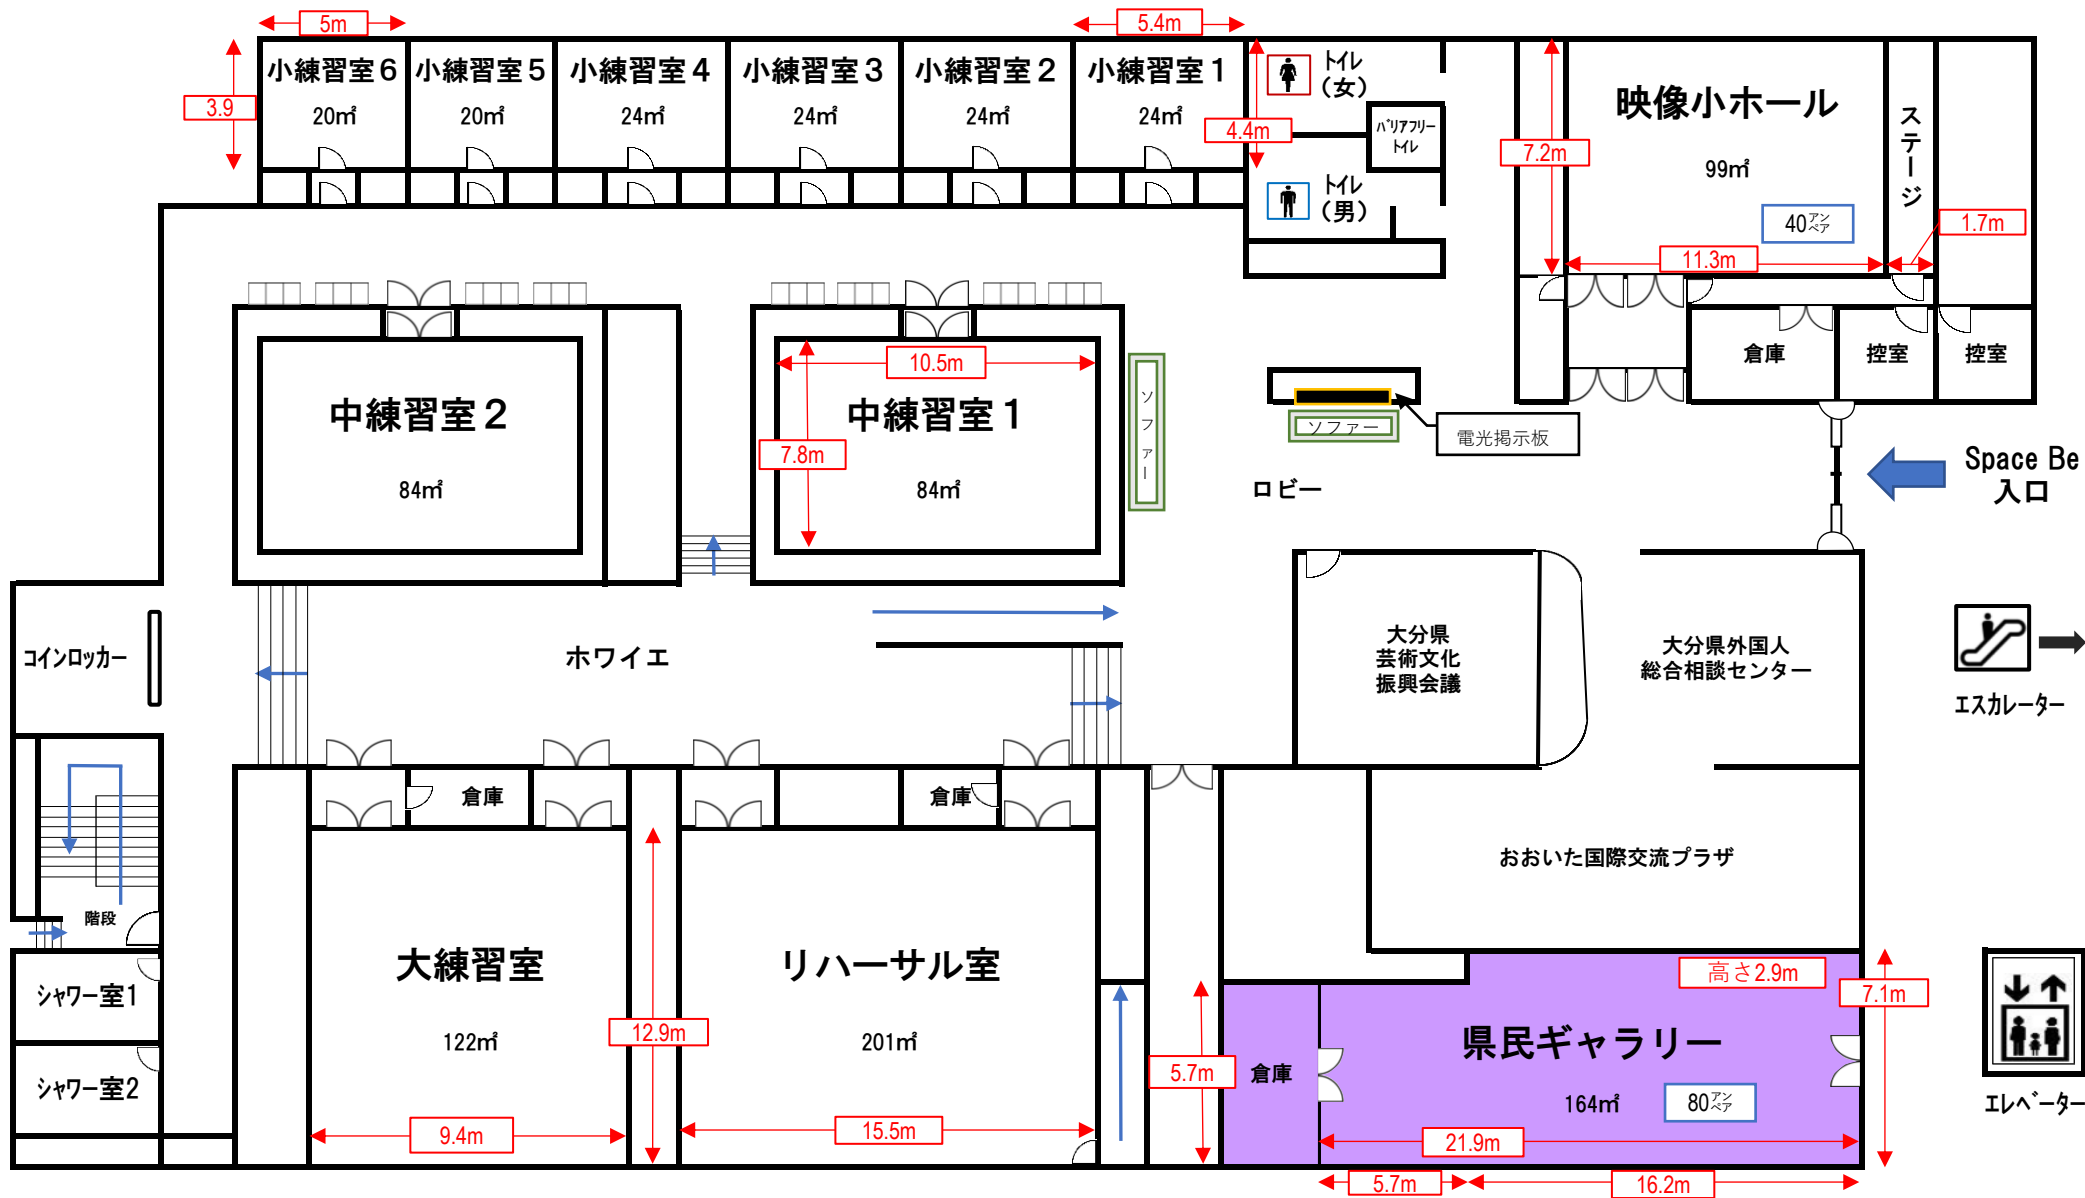 5m
5.4m
小練習室6
小練習室5
小練習室4
小練習室3
小練習室2
小練習室1
20㎡
20㎡
24㎡
24㎡
24㎡
24㎡
3.9
4.4m
トイレ
（女）
バリアフリー
トイレ
トイレ
（男）
7.2m
映像小ホール
99㎡
40アンペア
ステージ
1.7m
11.3m
倉庫
控室
控室
中練習室2
84㎡
10.5m
中練習室1
7.8m
84㎡
ソファー
ソファー
電光掲示板
ロビー
Space Be
入口
コインロッカー
ホワイエ
大分県
芸術文化
振興会議
大分県外国人
総合相談センター
エスカレーター
倉庫
倉庫
おおいた国際交流プラザ
階段
シャワー室1
シャワー室2
大練習室
122㎡
12.9m
9.4m
リハーサル室
201㎡
15.5m
5.7m
倉庫
高さ2.9m
7.1m
県民ギャラリー
164㎡
80アンペア
21.9m
5.7m
16.2m
エレベーター